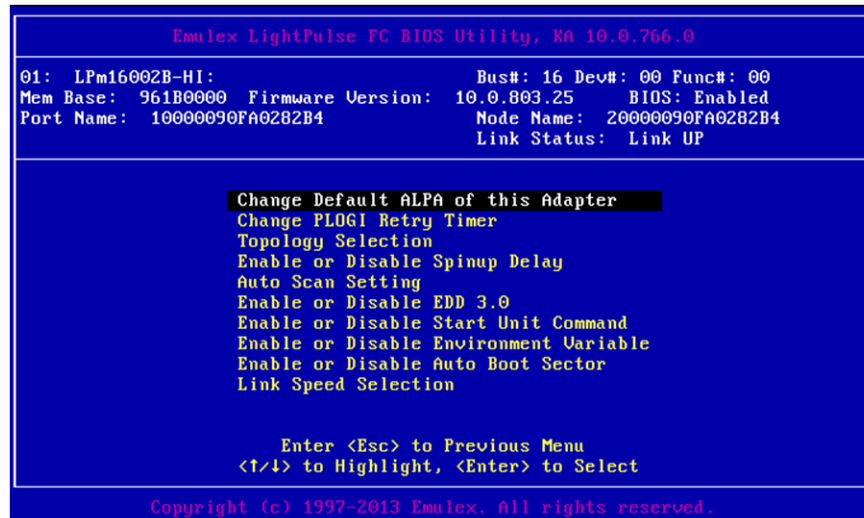 Emulex LightPulse FC BIOS Utility, KA 10.0.766.0
01: LPm16002B-HI: Bus#: 16 Dev#: 00 Func#: 00
Mem Base: 961B0000 Firmware Version: 10.0.803.25 BIOS: Enabled
Port Name: 10000090FA0282B4 Node Name: 20000090FA0282B4
Link Status: Link UP
Change Default ALPA of this Adapter
Change PLOGI Retry Timer
Topology Selection
Enable or Disable Spinup Delay
Auto Scan Setting
Enable or Disable EDD 3.0
Enable or Disable Start Unit Command
Enable or Disable Environment Variable
Enable or Disable Auto Boot Sector
Link Speed Selection
Enter <Esc> to Previous Menu
<↑/↓> to Highlight, <Enter> to Select
Copyright (c) 1997-2013 Emulex. All rights reserved.